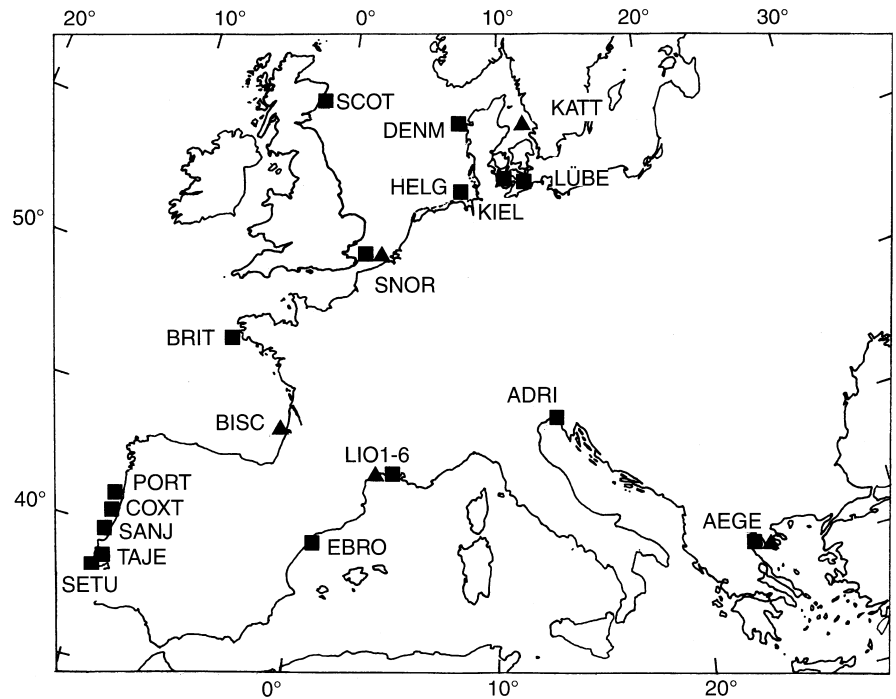 20° 10° 0° 10° 20° 30°
SCOT
KATT
DENM
HELG
LÜBE
KIEL
50°
SNOR
BRIT
ADRI
BISC
LIO1-6
PORT
40°
COXT
AEGE
SANJ
EBRO
TAJE
SETU
0° 10° 20°